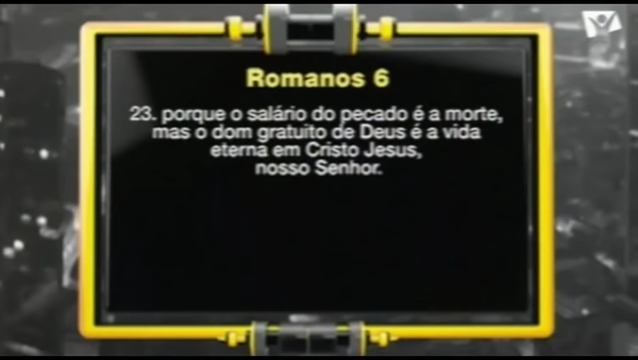 Romanos 6
23. porque o salário do pecado é a morte,
mas o dom gratuito de Deus é a vida
eterna em Cristo Jesus,
nosso Senhor.